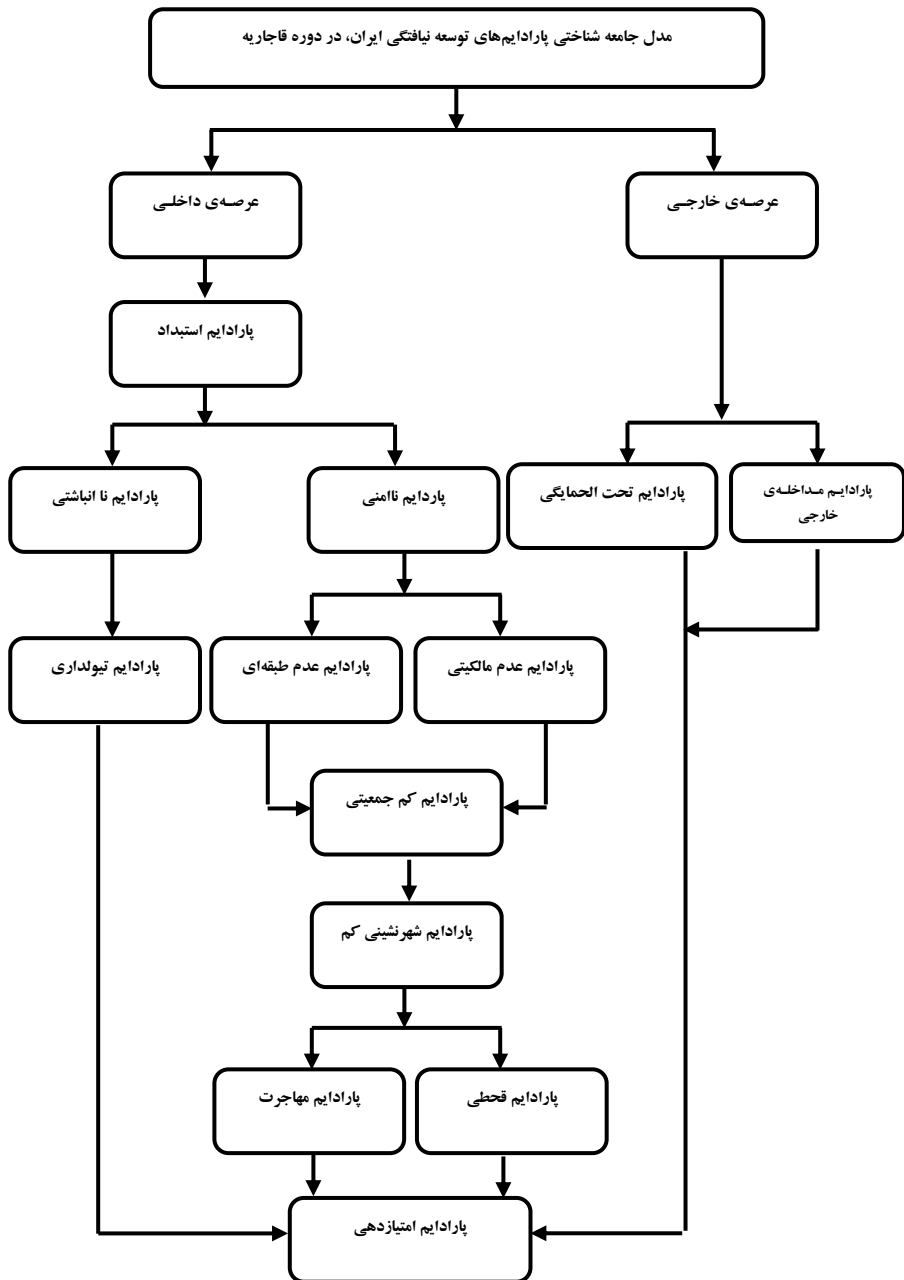 مدل جامعه شناختی پارادایم‌های توسعه نیافتگی ایران، در دوره قاجاریه
عرصـه‌ی خارجـی
عرصـه‌ی داخلـی
پارادایم استبداد
پارادایـم مـداخلـه‌ی
خارجی
پارادایم تحت الحمایگی
پاردایم ناامنی
پارادایم نا انباشتی
پارادایم عدم مالکیتی
پارادایم عدم طبقه‌ای
پارادایم تیولداری
پارادایم کم جمعیتی
پارادایم شهرنشینی کم
پارادایم قحطی
پارادایم مهاجرت
پارادایم امتیازدهی